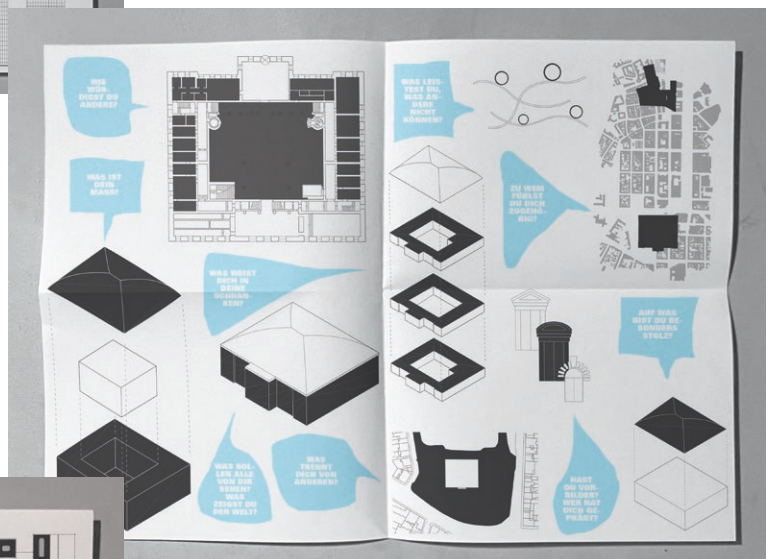 WIE
WÜR-
DIGST DU
ANDERE?
WAS IST
DEIN
MASS?
WAS WEIST
DICH IN
DEINE
SCHRAN-
KEN?
WAS SOL-
LEN ALLE
VON DIR
SEHEN?
WAS
ZEIGST DU
DER WELT?
WAS
TRENNT
DICH VON
ANDEREN?
WAS LEIS-
TEST DU,
WAS AN-
DERE
NICHT
KÖNNEN?
ZU WEM
FÜHLST
DU DICH
ZUGEHÖ-
RIG?
AUF WAS
BIST DU BE-
SONDERS
STOLZ?
HAST
DU VOR-
BILDER?
WER HAT
DICH GE-
PRÄGT?